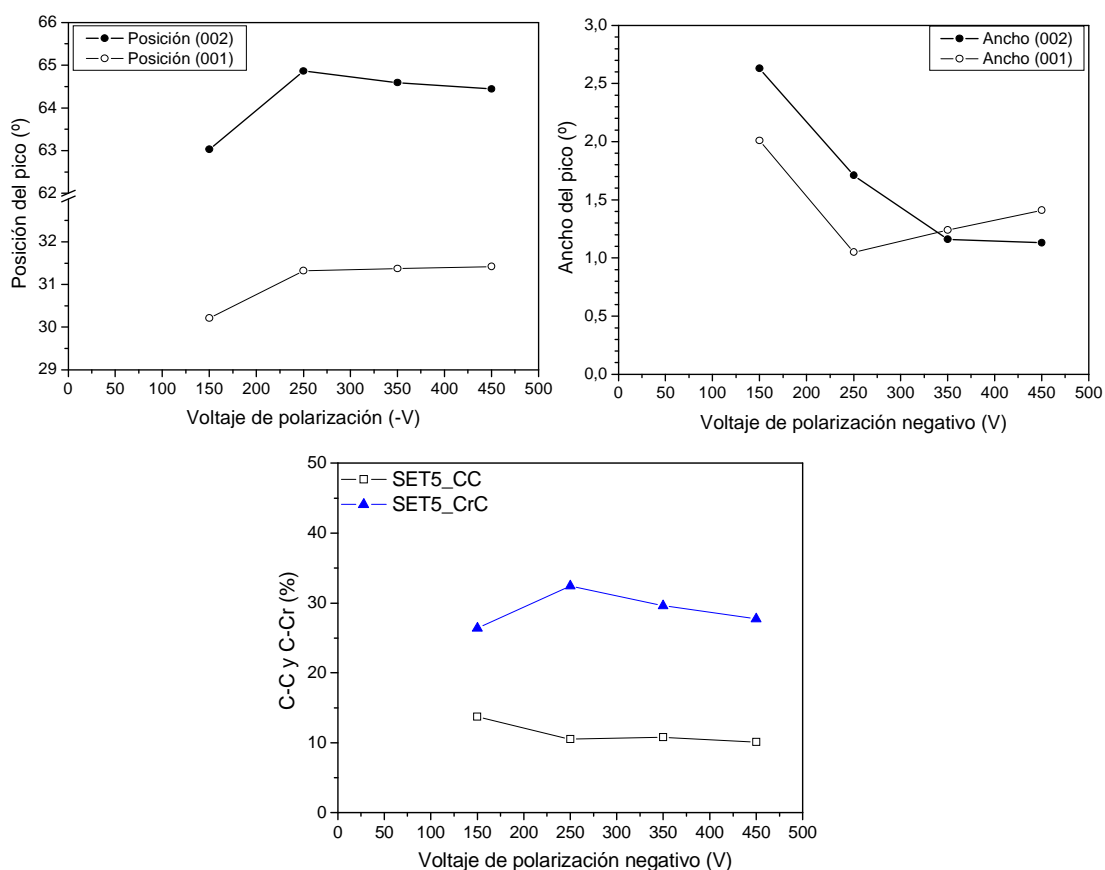 Posición (002)
Posición (001)
66
65
64
63
62
32
31
30
29
Posición del pico (º)
0 50 100 150 200 250 300 350 400 450 500
Voltaje de polarización (-V)
Ancho (002)
Ancho (001)
3,0
2,5
2,0
1,5
1,0
0,5
0,0
Ancho del pico (º)
0 50 100 150 200 250 300 350 400 450 500
Voltaje de polarización negativo (V)
SET5_CC
SET5_CrC
50
40
30
20
10
0
C-C y C-Cr (%)
0 50 100 150 200 250 300 350 400 450 500
Voltaje de polarización negativo (V)